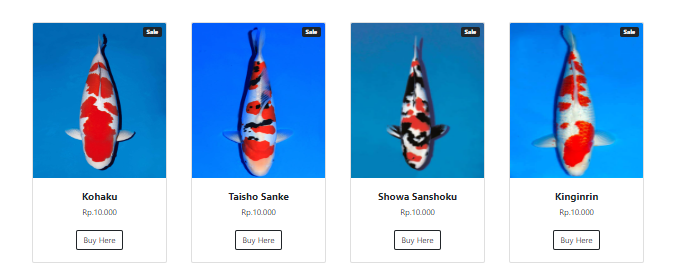 Sale
Sale
Sale
Sale
Kohaku
Taisho Sanke
Showa Sanshoku
Kinginrin
Rp.10.000
Rp.10.000
Rp.10.000
Rp.10.000
Buy Here
Buy Here
Buy Here
Buy Here